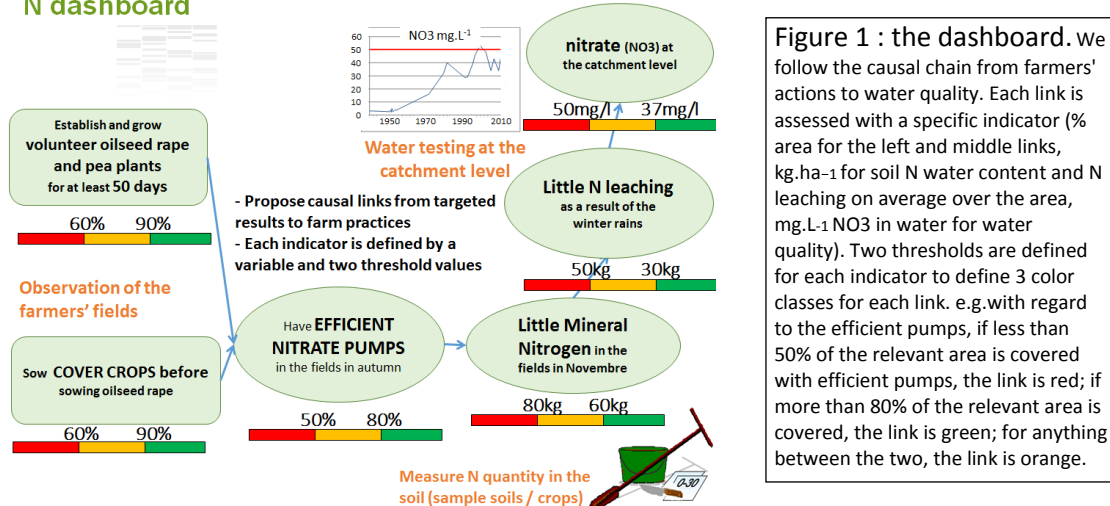 N dashboard
NO3 mg.L-1
60
50
40
30
20
10
0
1950 1970 1990 2010
Water testing at the
catchment level
nitrate (NO3) at
the catchment level
50mg/l 37mg/l
Establish and grow
volunteer oilseed rape
and pea plants
for at least 50 days
60% 90%
- Propose causal links from targeted
results to farm practices
- Each indicator is defined by a
variable and two threshold values
Little N leaching
as a result of the
winter rains
50kg 30kg
Observation of the
farmers' fields
Sow COVER CROPS before
sowing oilseed rape
60% 90%
Have EFFICIENT
NITRATE PUMPS
in the fields in autumn
50% 80%
Little Mineral
Nitrogen in the
fields in Novembre
80kg 60kg
Measure N quantity in the
soil (sample soils / crops)
0-30
Figure 1 : the dashboard. We
follow the causal chain from farmers'
actions to water quality. Each link is
assessed with a specific indicator (%
area for the left and middle links,
kg.ha-1 for soil N water content and N
leaching on average over the area,
mg.L-1 NO3 in water for water
quality). Two thresholds are defined
for each indicator to define 3 color
classes for each link. e.g.with regard
to the efficient pumps, if less than
50% of the relevant area is covered
with efficient pumps, the link is red; if
more than 80% of the relevant area is
covered, the link is green; for anything
between the two, the link is orange.